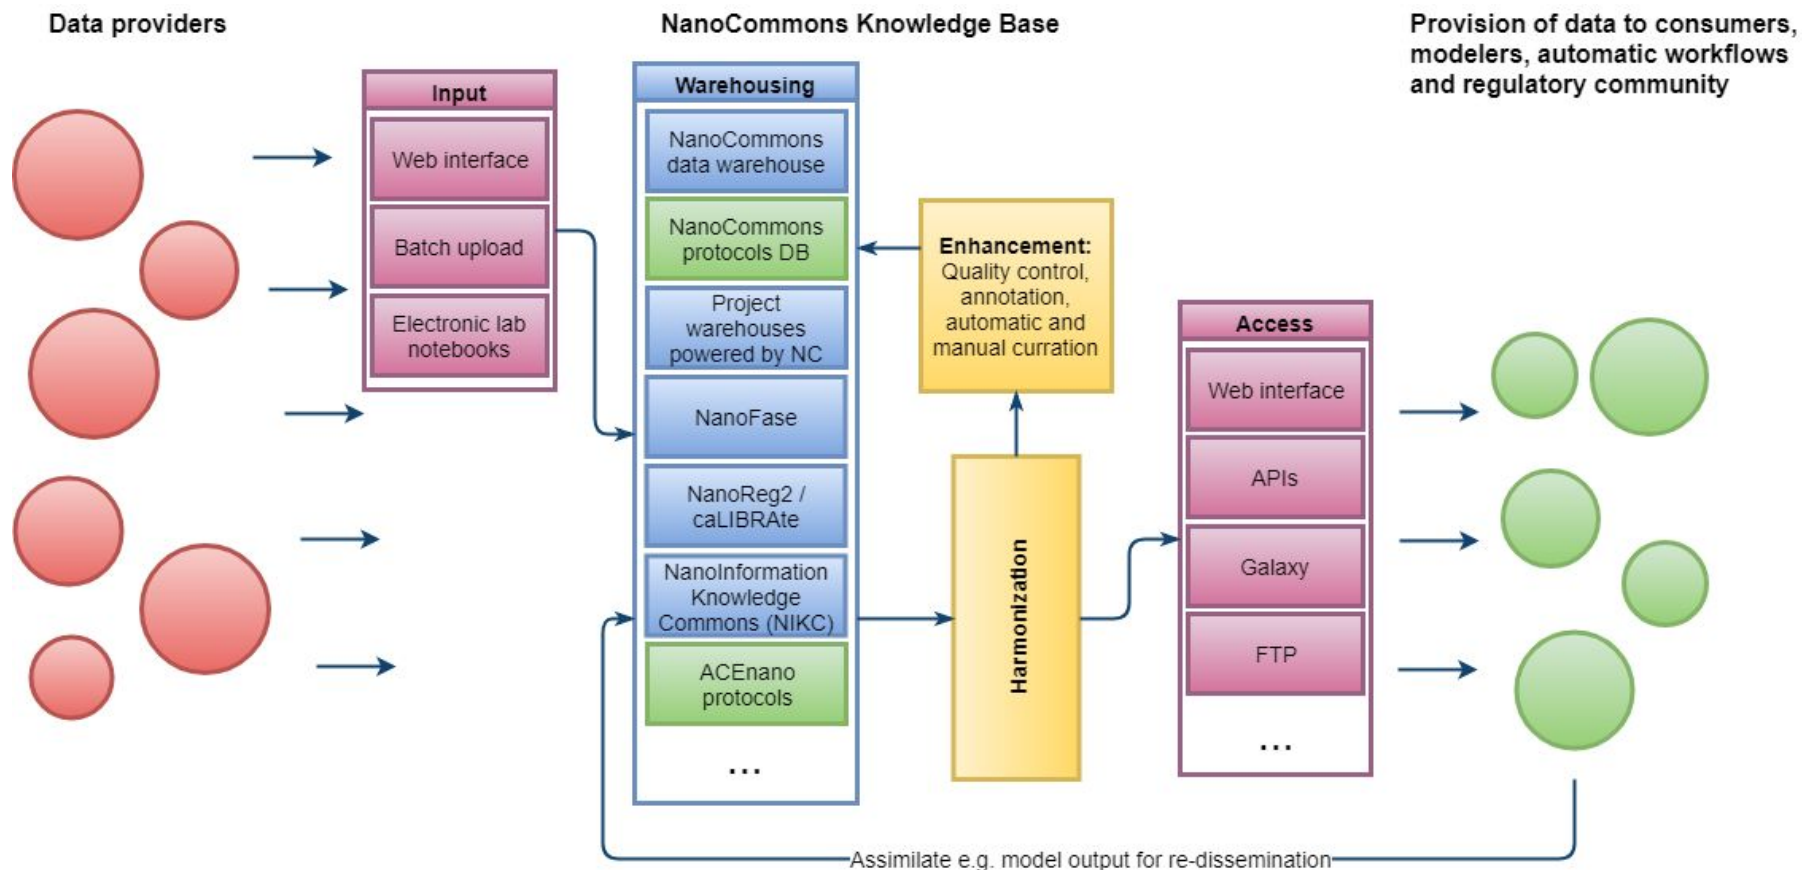 Data providers
NanoCommons Knowledge Base
Provision of data to consumers,
modelers, automatic workflows
and regulatory community
Input
Web interface
Batch upload
Electronic lab
notebooks
Warehousing
NanoCommons
data warehouse
NanoCommons
protocols DB
Project
warehouses
powered by NC
NanoFase
NanoReg2 /
caLIBRAte
NanoInformation
Knowledge
Commons (NIKC)
ACEnano
protocols
...
Enhancement:
Quality control,
annotation,
automatic and
manual curration
Harmonization
Access
Web interface
APIs
Galaxy
FTP
...
Assimilate e.g. model output for re-dissemination